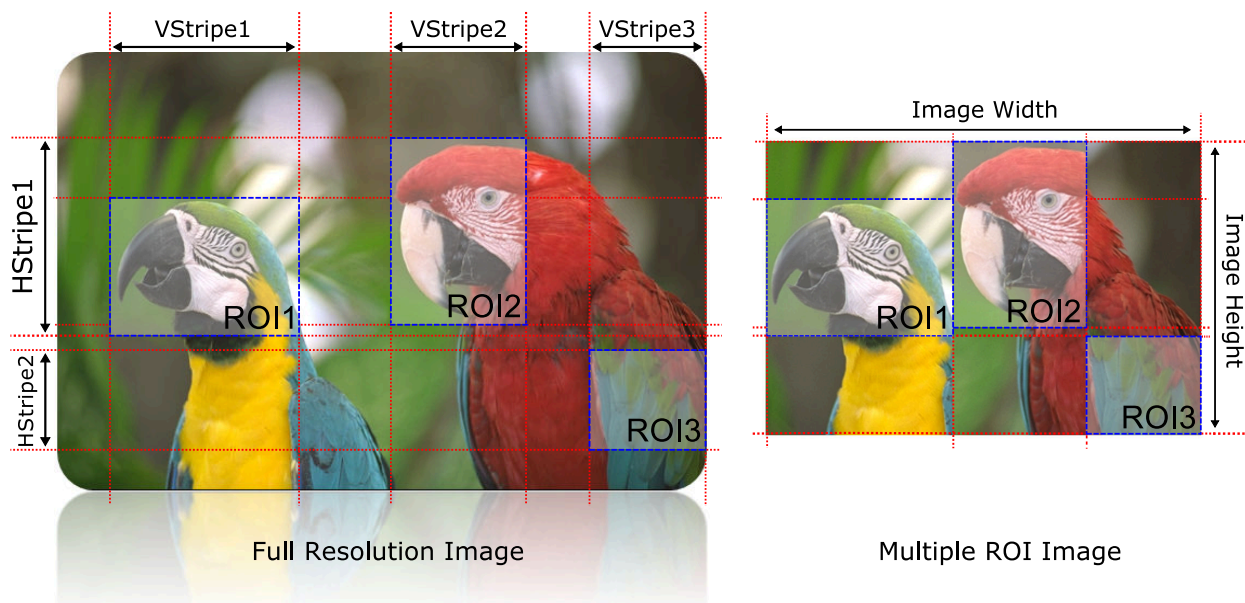 VStripe1
VStripe2
VStripe3
HStripe1
HStripe2
ROI1
ROI2
ROI3
Full Resolution Image
Image Width
Image Height
ROI1
ROI2
ROI3
Multiple ROI Image